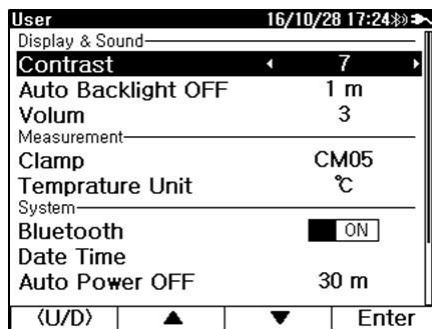 User 16/10/28 17:24
Display & Sound
Contrast 7
Auto Backlight OFF 1 m
Volum 3
Measurement
Clamp CM05
Temprature Unit ℃
System
Bluetooth ON
Date Time
Auto Power OFF 30 m
⟨U/D⟩ ▲ ▼ Enter